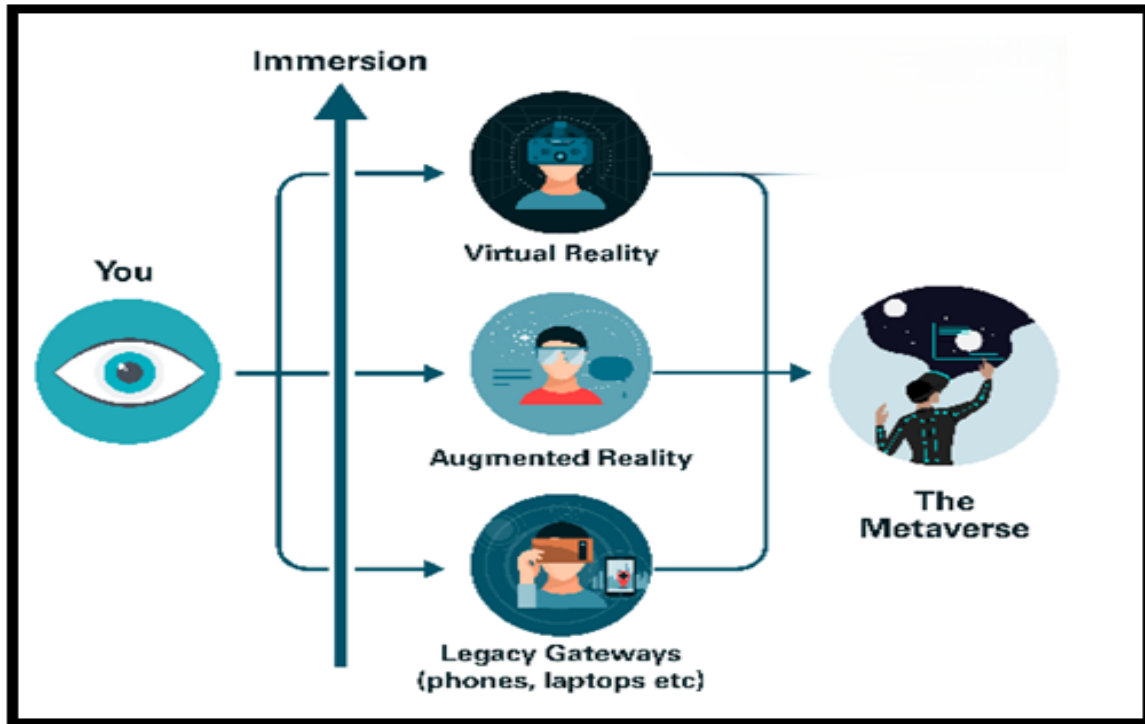 Immersion
You
Virtual Reality
Augmented Reality
Legacy Gateways
(phones, laptops etc)
The
Metaverse